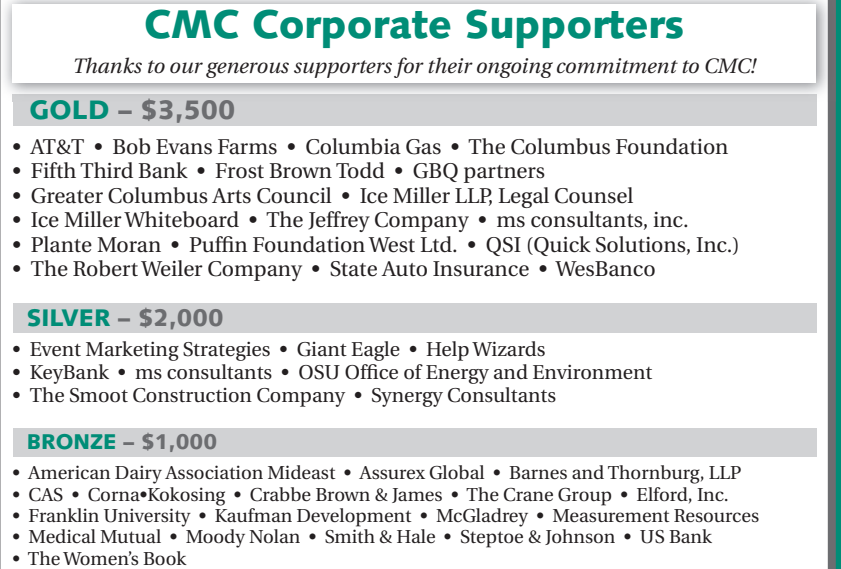 CMC Corporate Supporters
Thanks to our generous supporters for their ongoing commitment to CMC!
GOLD – $3,500
• AT&T • Bob Evans Farms • Columbia Gas • The Columbus Foundation
• Fifth Third Bank • Frost Brown Todd • GBQ partners
• Greater Columbus Arts Council • Ice Miller LLP, Legal Counsel
• Ice Miller Whiteboard • The Jeffrey Company • ms consultants, inc.
• Plante Moran • Puffin Foundation West Ltd. • QSI (Quick Solutions, Inc.)
• The Robert Weiler Company • State Auto Insurance • WesBanco
SILVER – $2,000
• Event Marketing Strategies • Giant Eagle • Help Wizards
• KeyBank • ms consultants • OSU Office of Energy and Environment
• The Smoot Construction Company • Synergy Consultants
BRONZE – $1,000
• American Dairy Association Mideast • Assurex Global • Barnes and Thornburg, LLP
• CAS • Corna•Kokosing • Crabbe Brown & James • The Crane Group • Elford, Inc.
• Franklin University • Kaufman Development • McGladrey • Measurement Resources
• Medical Mutual • Moody Nolan • Smith & Hale • Steptoe & Johnson • US Bank
• The Women's Book